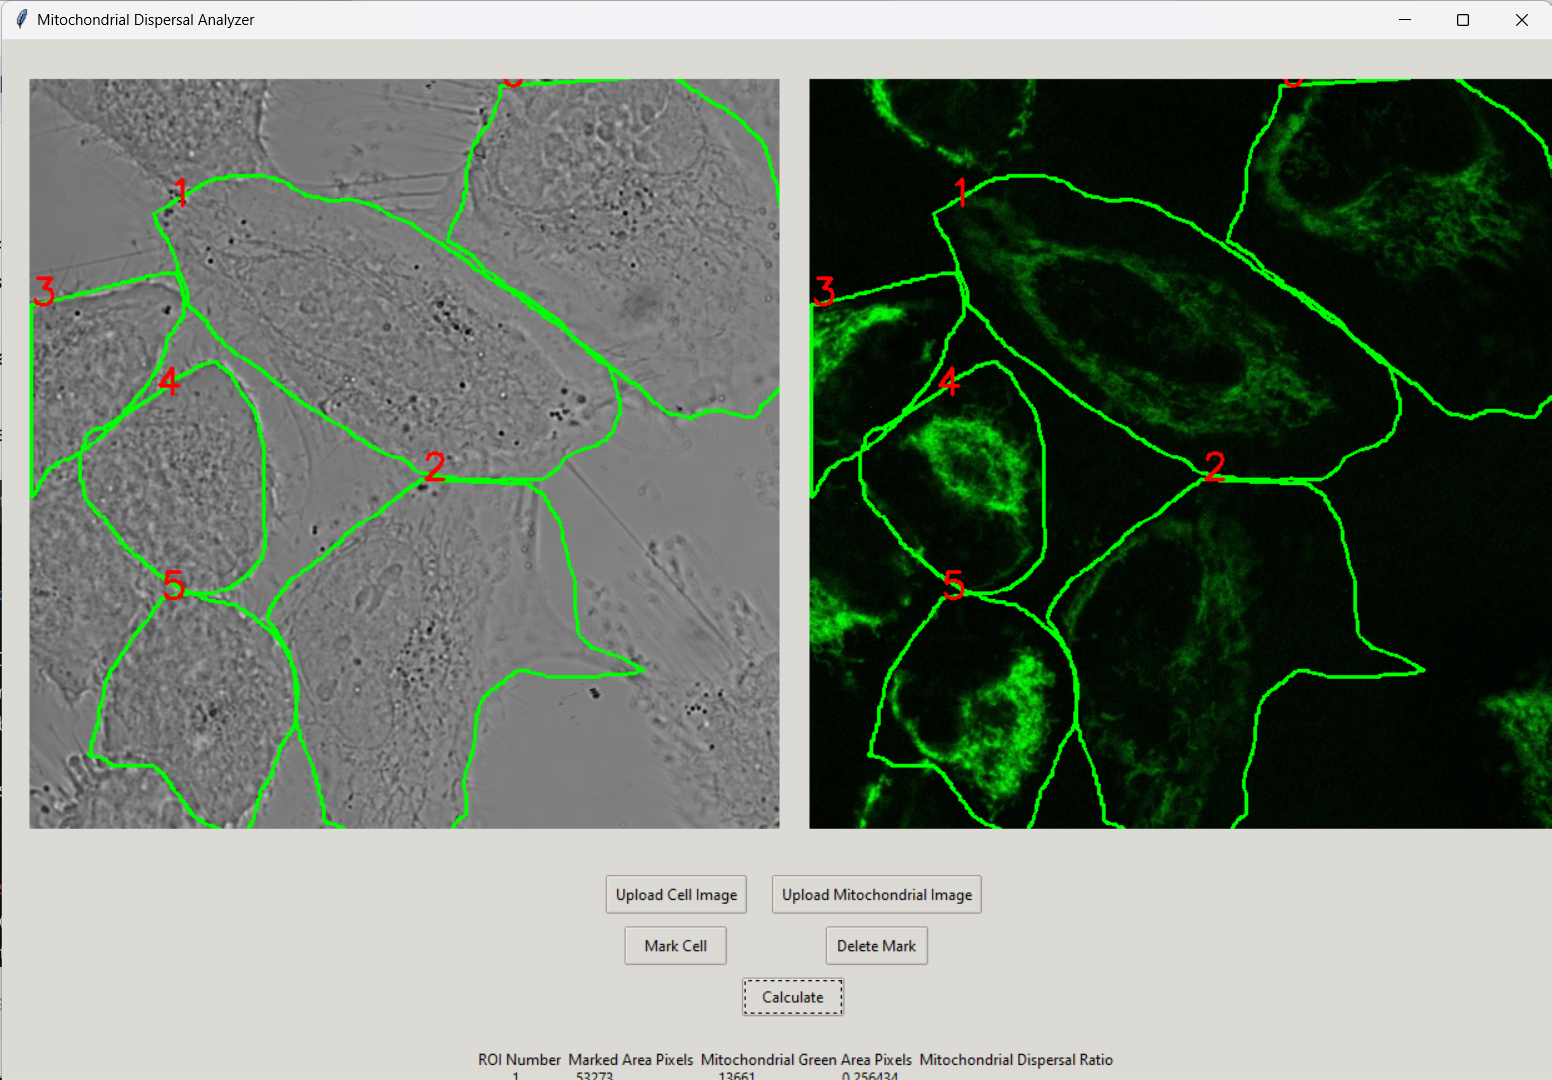 Mitochondrial Dispersal Analyzer
1
1
3
3
4
4
2
2
5
5
Upload Cell Image Upload Mitochondrial Image
Mark Cell Delete Mark
Calculate
ROI Number Marked Area Pixels Mitochondrial Green Area Pixels Mitochondrial Dispersal Ratio
1 53273 13661 0.256434